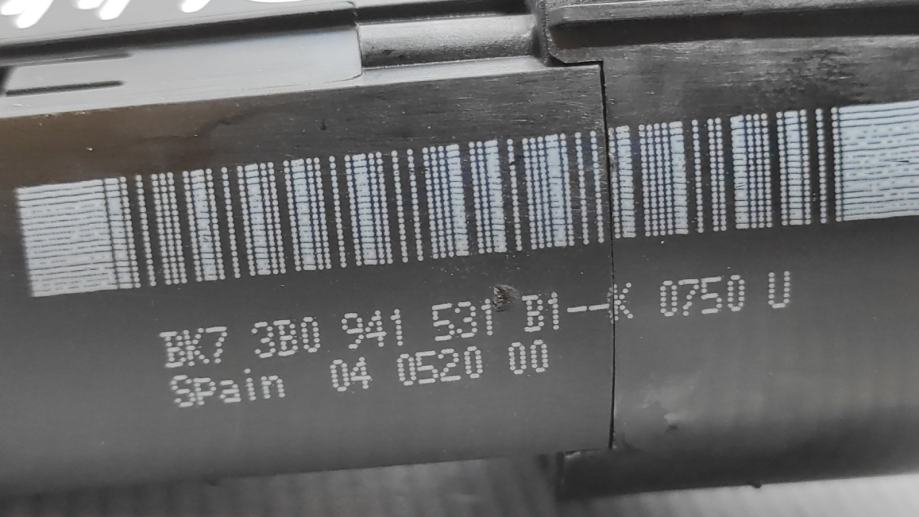 BK7 3B0 941 531 B1--K 0750 U
Spain 04 0520 00